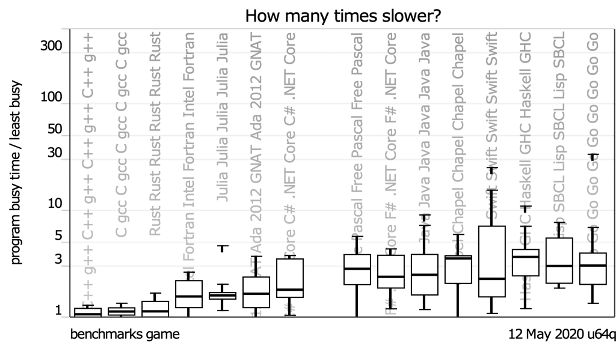 How many times slower?
program busy time / least busy
300
100
50
30
10
5
3
1
g++ C++ g++ C++ g++ C++ g++
C gcc C gcc C gcc C gcc
Rust Rust Rust Rust Rust
Fortran Intel Fortran Intel Fortran
Julia Julia Julia Julia
Ada 2012 GNAT Ada 2012 GNAT
Core C# .NET Core C# .NET Core
Pascal Free Pascal Free Pascal
F# .NET Core F# .NET Core
Java Java Java Java Java
Chapel Chapel Chapel Chapel
Swift Swift Swift Swift Swift
Haskell GHC Haskell GHC Haskell GHC
Lisp SBCL Lisp SBCL Lisp SBCL
Go Go Go Go Go Go Go Go
benchmarks game
12 May 2020 u64q